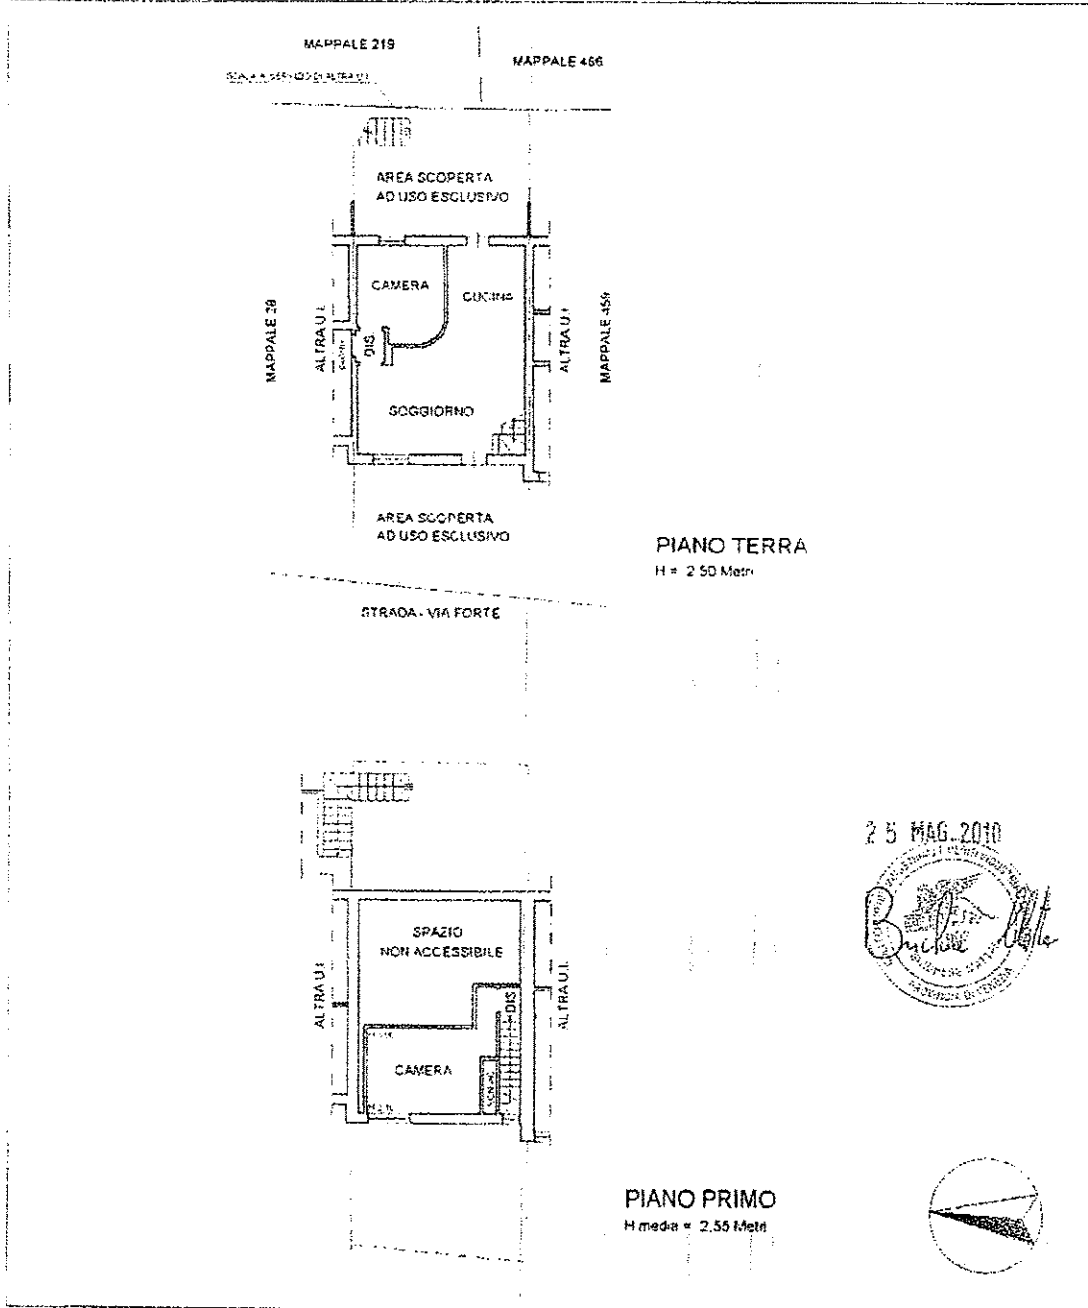 MAPPALE 219
MAPPALE 466
AREA SCOPERTA
AD USO ESCLUSIVO
CAMERA
CUCINA
MAPPALE 28
ALTRA U.I.
DIS.
ALTRA U.I.
MAPPALE 459
SOGGIORNO
AREA SCOPERTA
AD USO ESCLUSIVO
PIANO TERRA
H = 2.50 Metri
STRADA - VIA FORTE
25 MAG. 2010
SPAZIO
NON ACCESSIBILE
ALTRA U.I.
DIS.
ALTRA U.I.
CAMERA
PIANO PRIMO
H media = 2,55 Metri